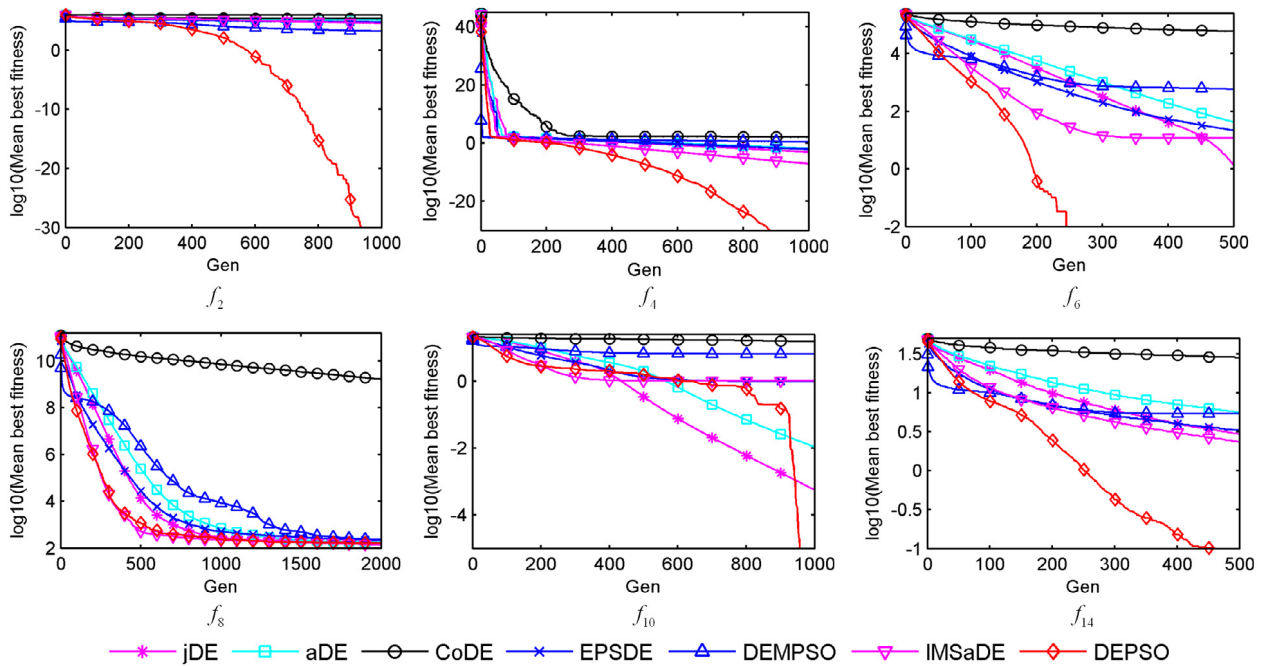 log10(Mean best fitness)
0
-10
-20
-30
0 200 400 600 800 1000
Gen
f2
log10(Mean best fitness)
40
20
0
-20
0 200 400 600 800 1000
Gen
f4
log10(Mean best fitness)
4
2
0
-2
0 100 200 300 400 500
Gen
f6
log10(Mean best fitness)
10
8
6
4
2
0 500 1000 1500 2000
Gen
f8
log10(Mean best fitness)
0
-2
-4
0 200 400 600 800 1000
Gen
f10
log10(Mean best fitness)
1.5
1
0.5
0
-0.5
-1
0 100 200 300 400 500
Gen
f14
jDE aDE CoDE EPSDE DEMPSO IMSaDE DEPSO